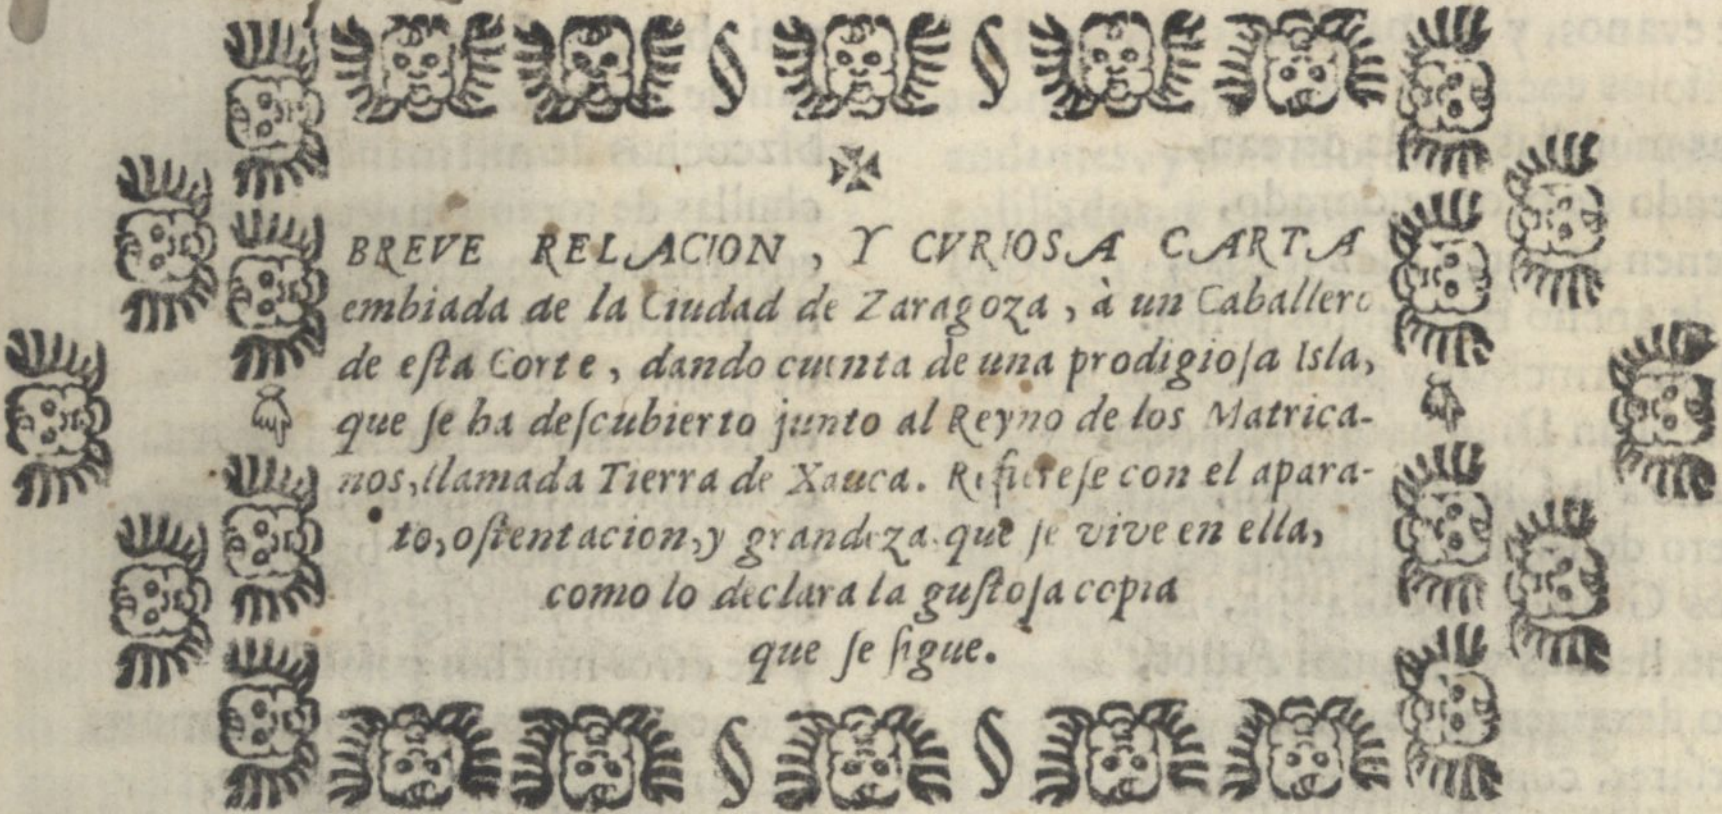 BREVE RELACION, Y CVRIOSA CARTA
embiada de la Ciudad de Zaragoza, à un Caballero
de eſta Corte, dando cuenta de una prodigioſa Isla,
que ſe ha deſcubierto junto al Reyno de los Matrica-
nos, llamada Tierra de Xauca. Refiereſe con el apara-
to, oſtentacion, y grandeza que ſe vive en ella,
como lo declara la guſtoſa copia
que ſe ſigue.